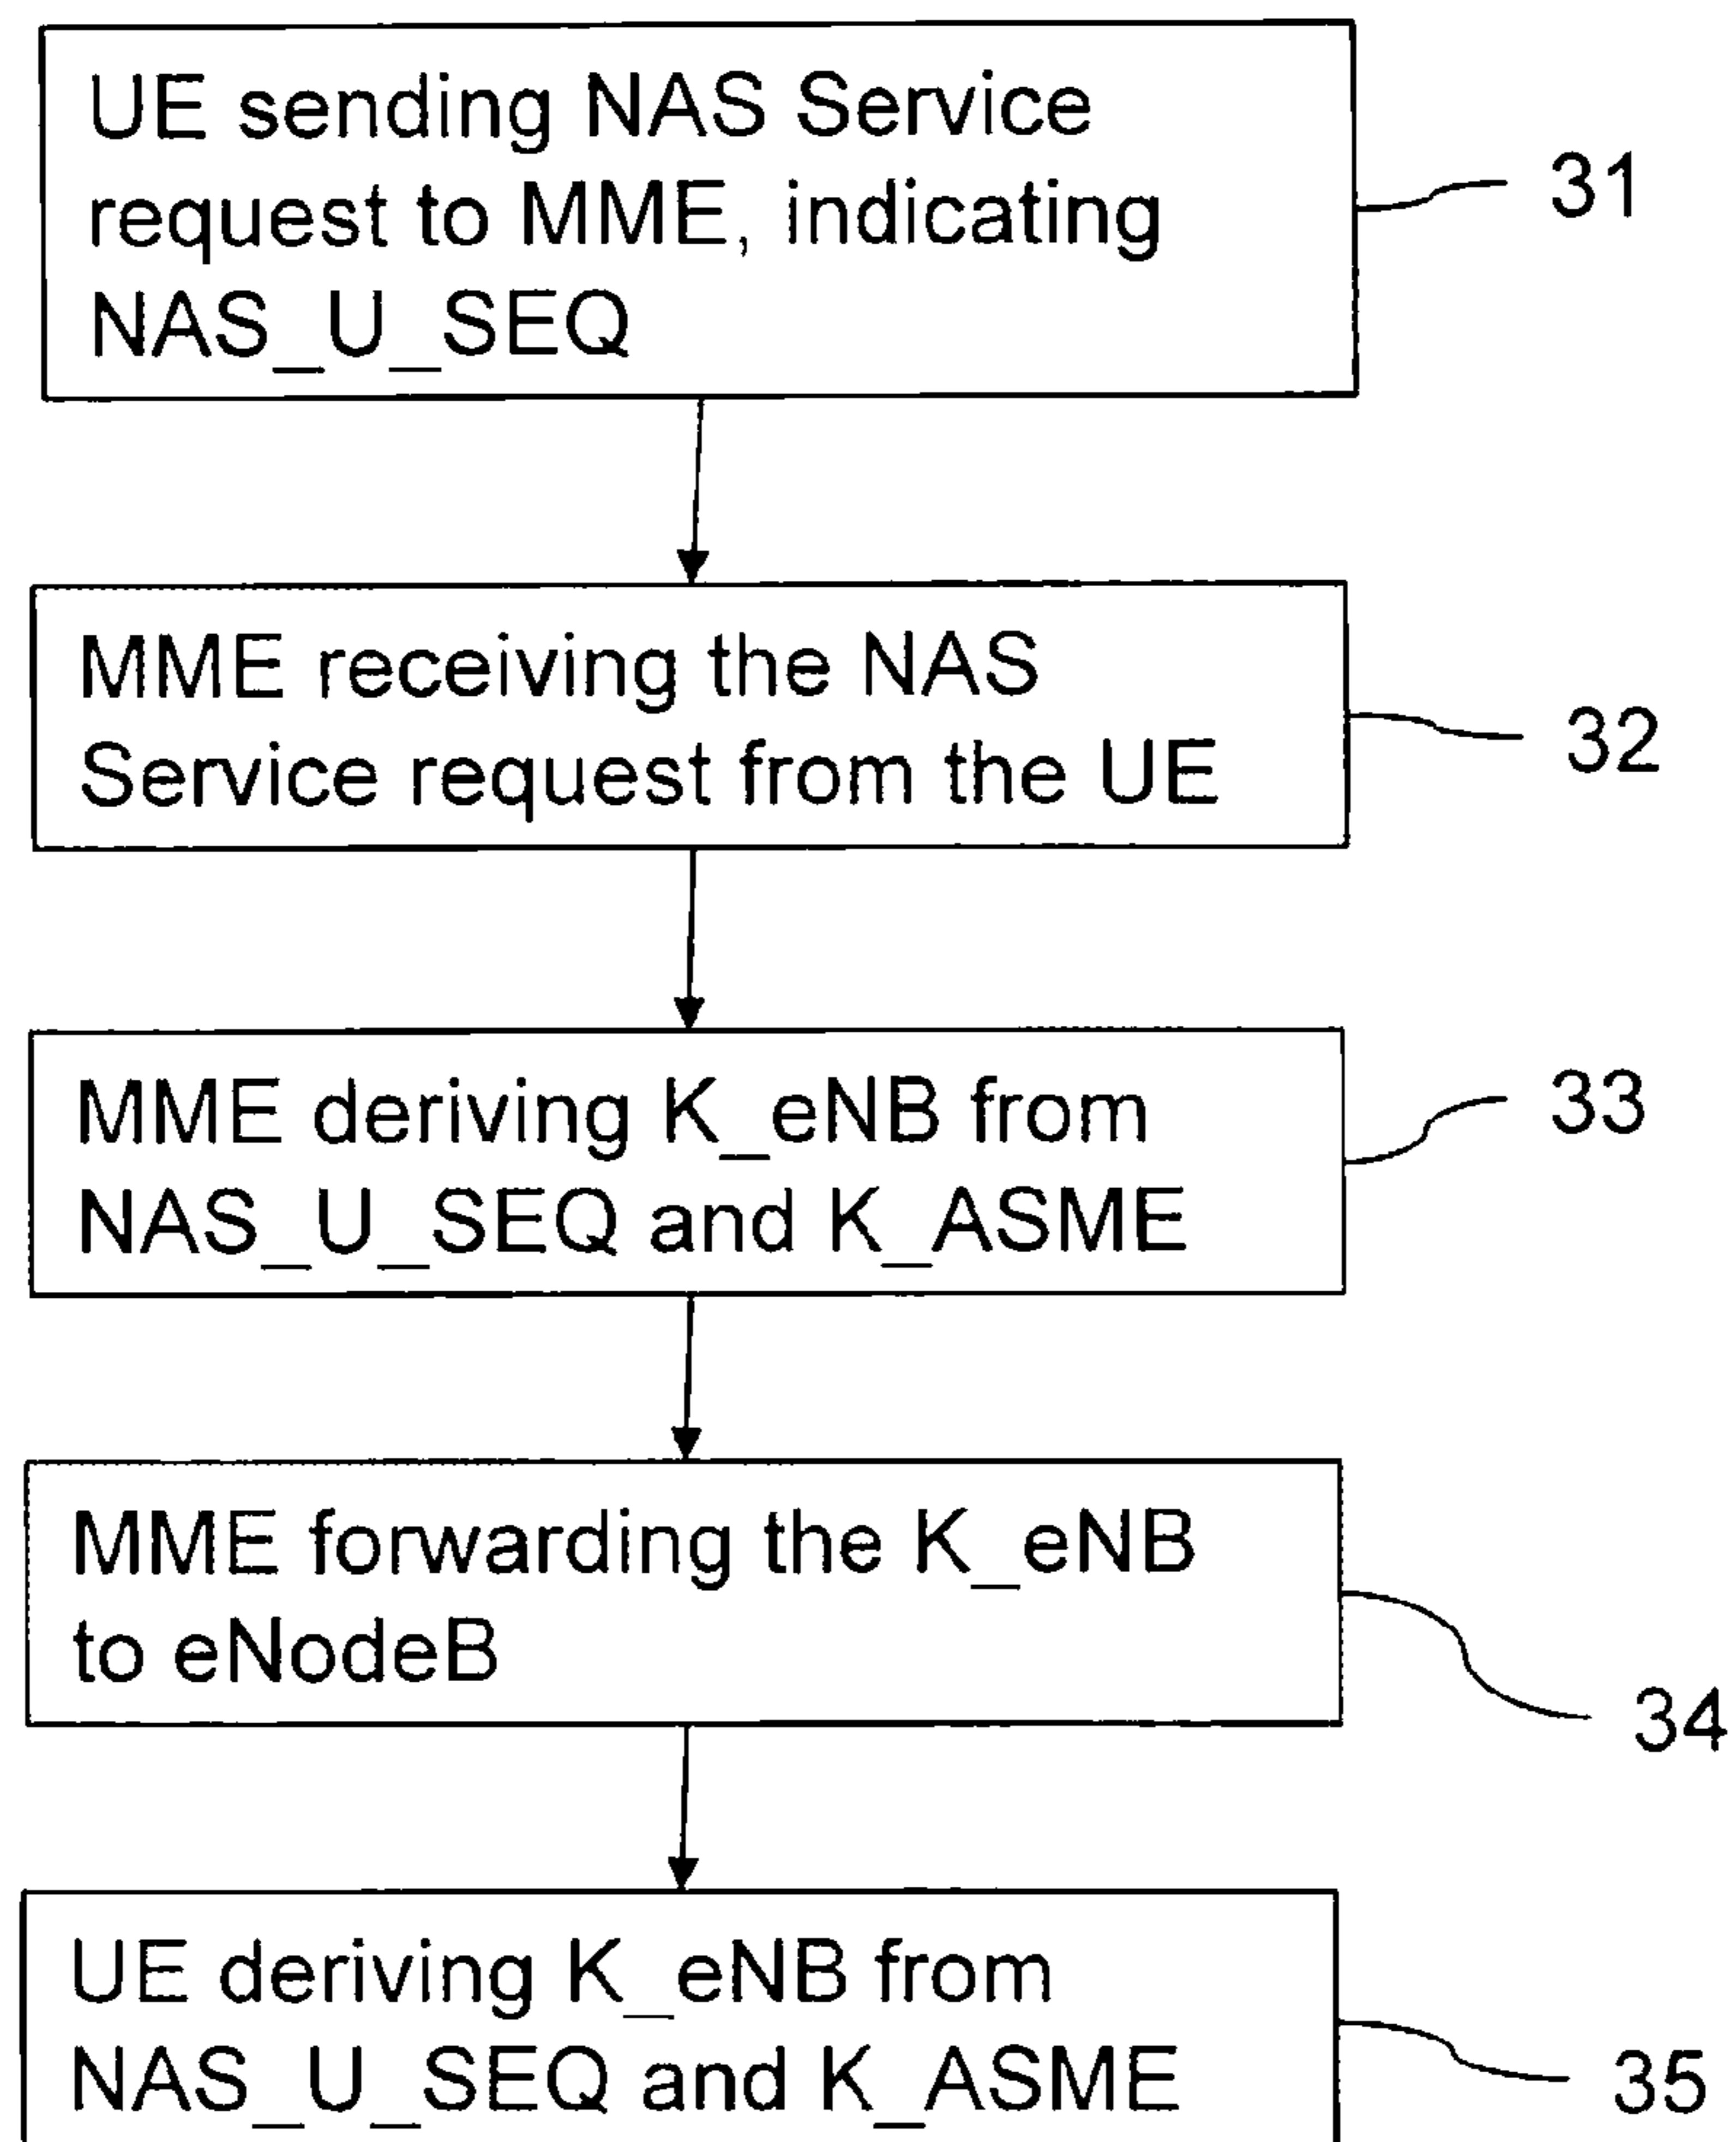 UE sending NAS Service
request to MME, indicating
NAS_U_SEQ
31
MME receiving the NAS
Service request from the UE
32
MME deriving K_eNB from
NAS_U_SEQ and K_ASME
33
MME forwarding the K_eNB
to eNodeB
34
UE deriving K_eNB from
NAS_U_SEQ and K_ASME
35